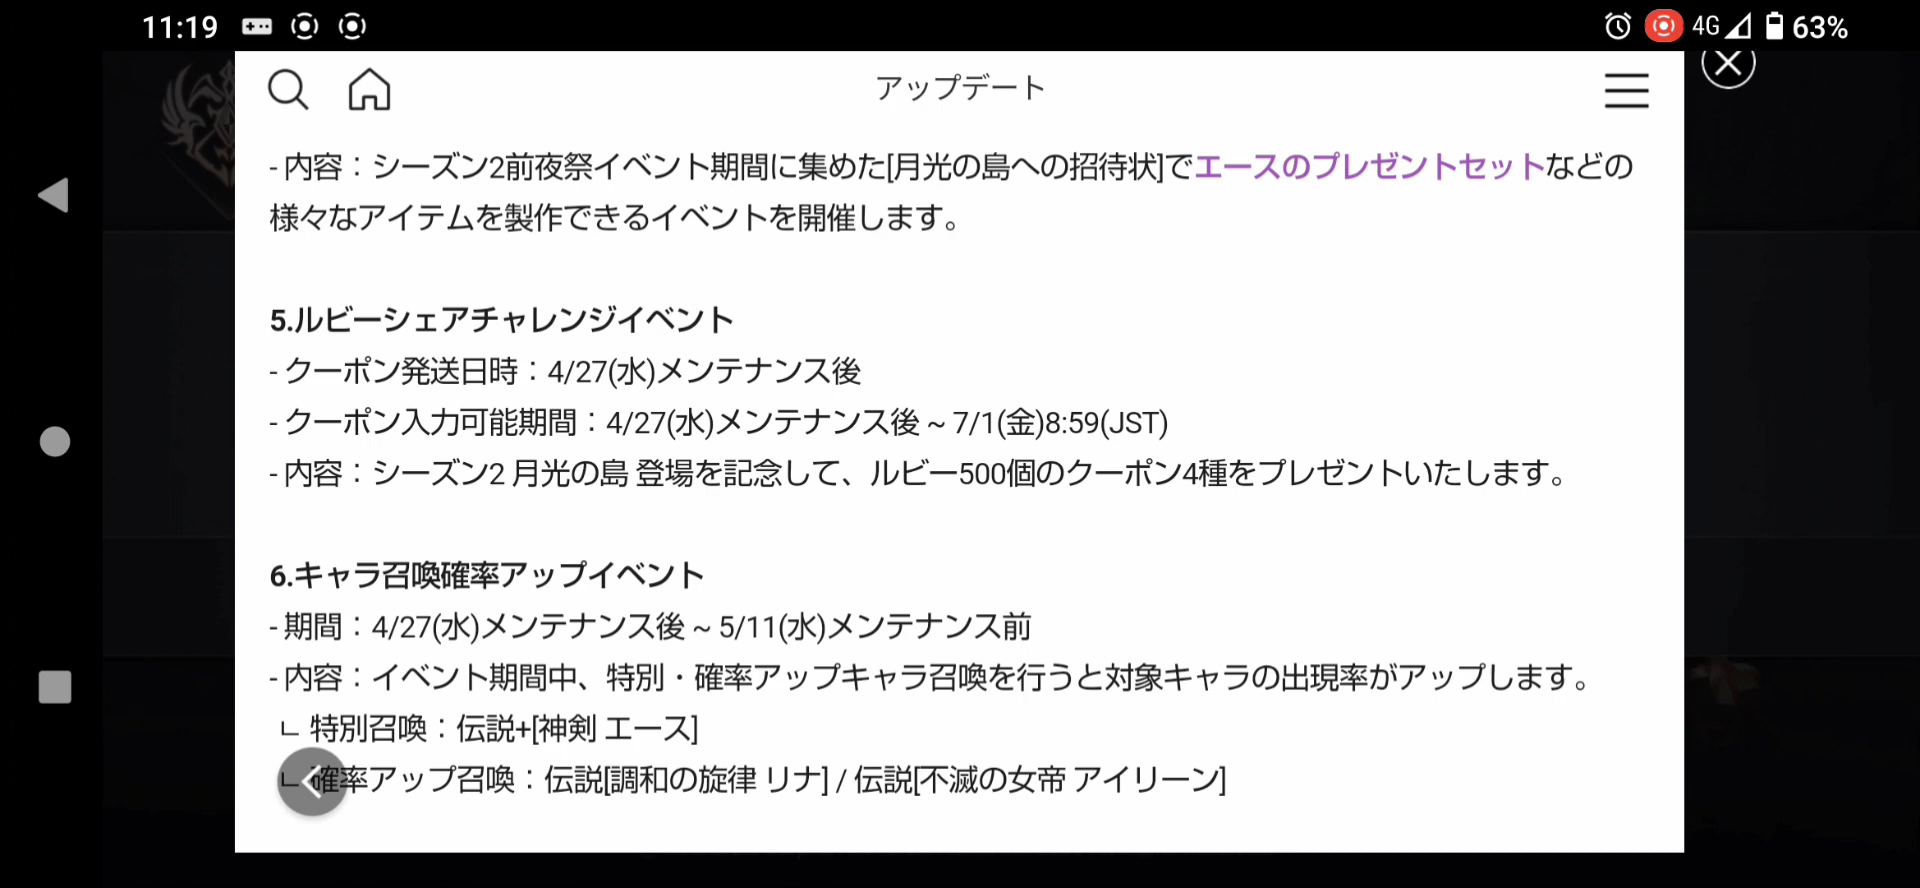 11:19
4G 63%
アップデート
- 内容：シーズン2前夜祭イベント期間に集めた[月光の島への招待状]でエースのプレゼントセットなどの
様々なアイテムを製作できるイベントを開催します。
5.ルビーシェアチャレンジイベント
- クーポン発送日時：4/27(水)メンテナンス後
- クーポン入力可能期間：4/27(水)メンテナンス後 ~ 7/1(金)8:59(JST)
- 内容：シーズン2 月光の島 登場を記念して、ルビー500個のクーポン4種をプレゼントいたします。
6.キャラ召喚確率アップイベント
- 期間：4/27(水)メンテナンス後 ~ 5/11(水)メンテナンス前
- 内容：イベント期間中、特別・確率アップキャラ召喚を行うと対象キャラの出現率がアップします。
ㄴ 特別召喚：伝説+[神剣 エース]
ㄴ 確率アップ召喚：伝説[調和の旋律 リナ] / 伝説[不滅の女帝 アイリーン]